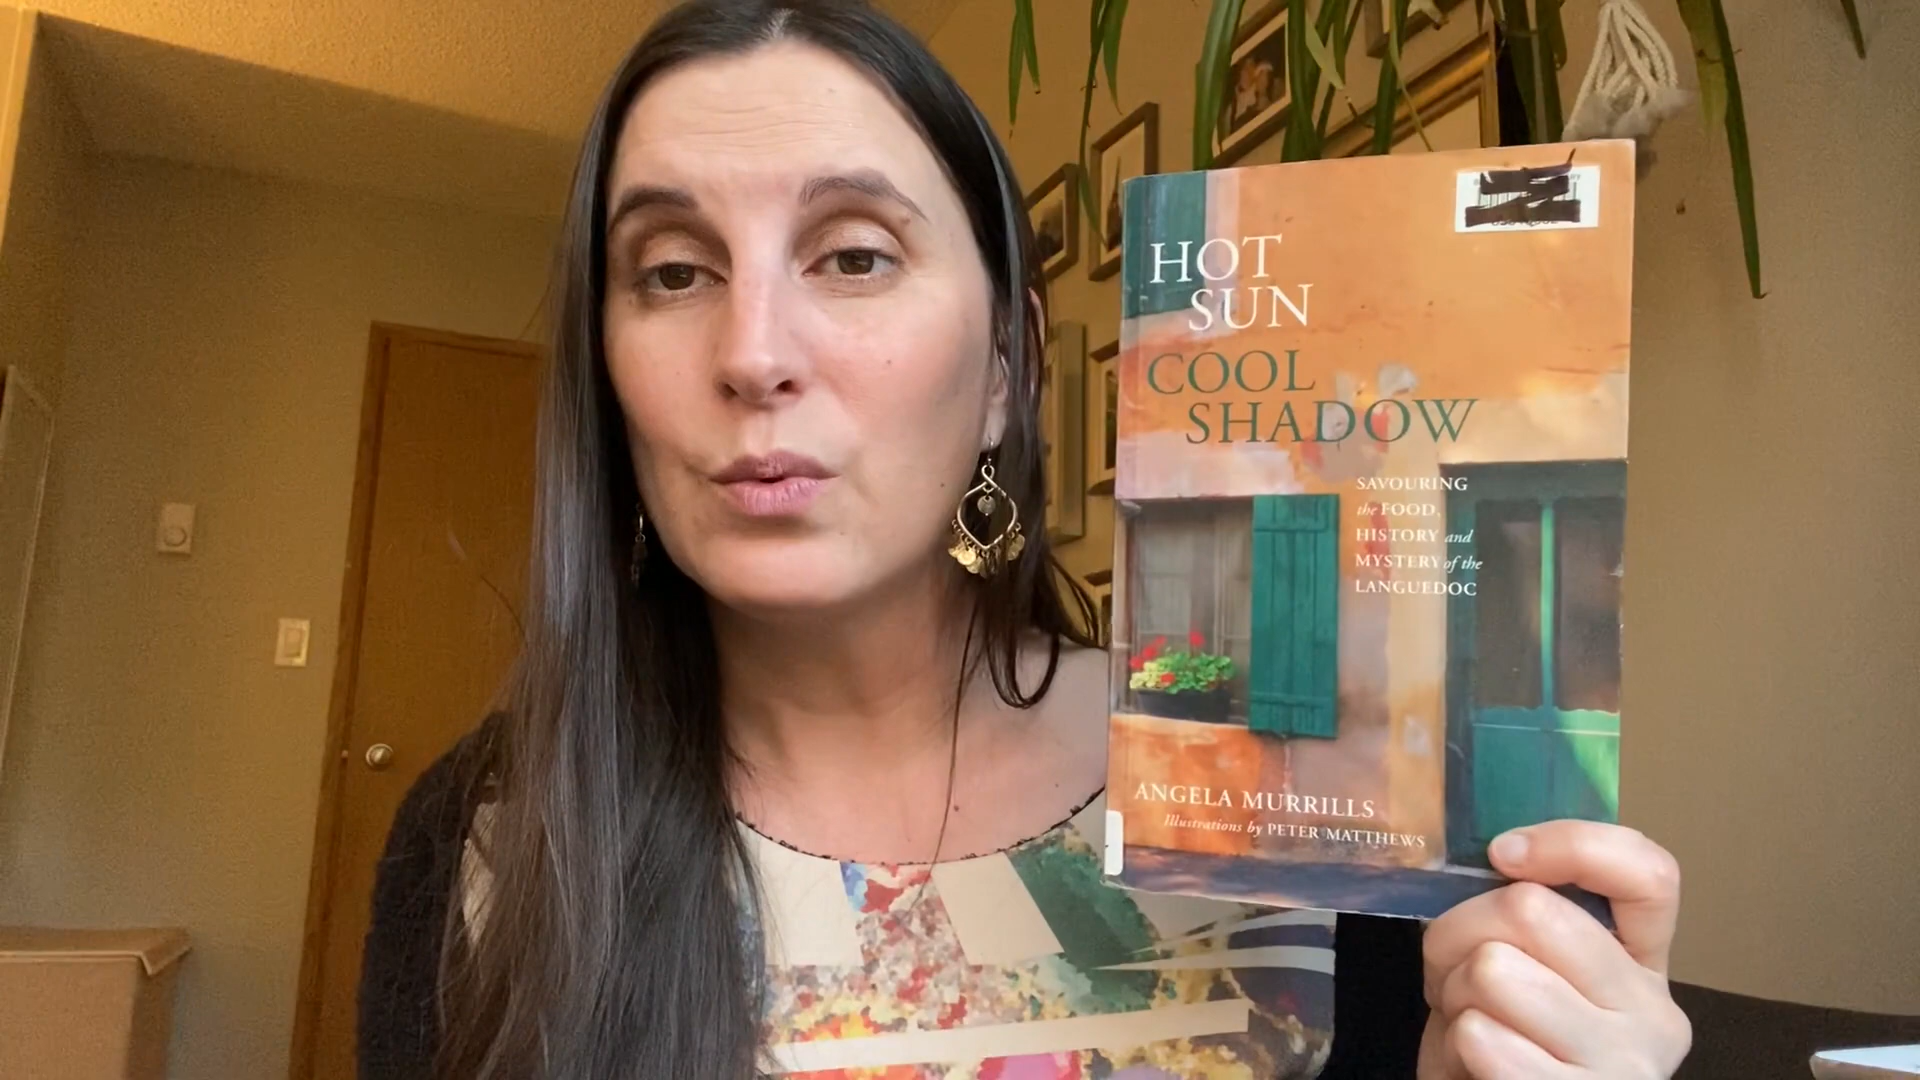 HOT
SUN
COOL
SHADOW
SAVOURING
the FOOD,
HISTORY and
MYSTERY of the
LANGUEDOC
ANGELA MURRILLS
Illustrations by PETER MATTHEWS